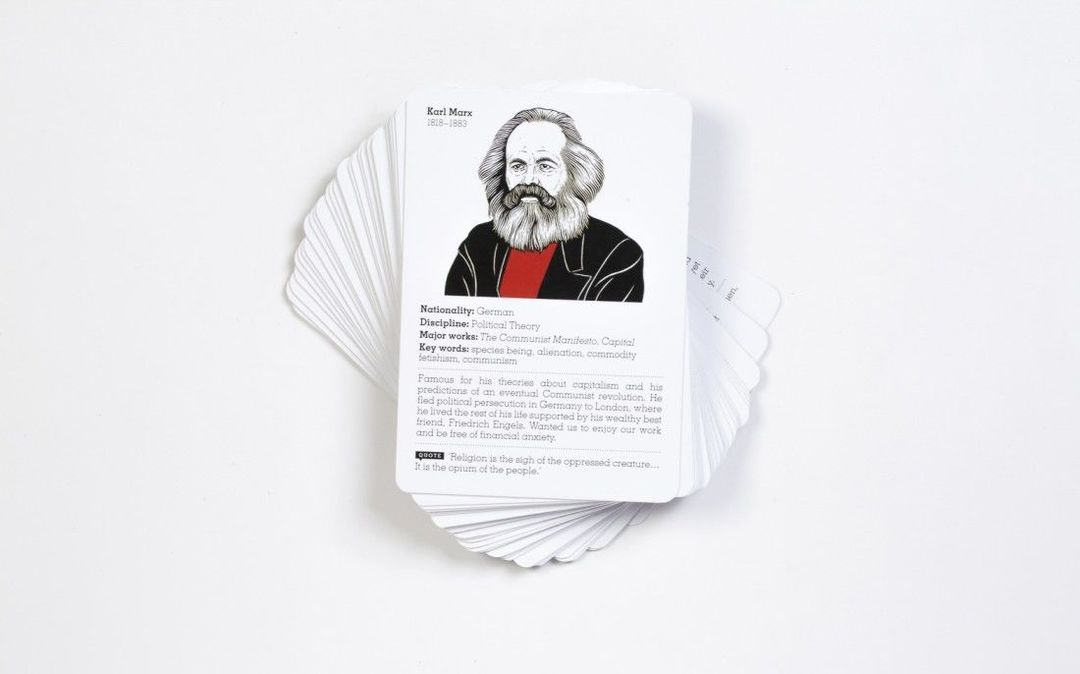 Karl Marx
1818–1883
Nationality: German
Discipline: Political Theory
Major works: The Communist Manifesto, Capital
Key words: species being, alienation, commodity
fetishism, communism
Famous for his theories about capitalism and his
predictions of an eventual Communist revolution. He
fled political persecution in Germany to London, where
he lived the rest of his life supported by his wealthy best
friend, Friedrich Engels. Wanted us to enjoy our work
and be free of financial anxiety.
QUOTE 'Religion is the sigh of the oppressed creature...
It is the opium of the people.'